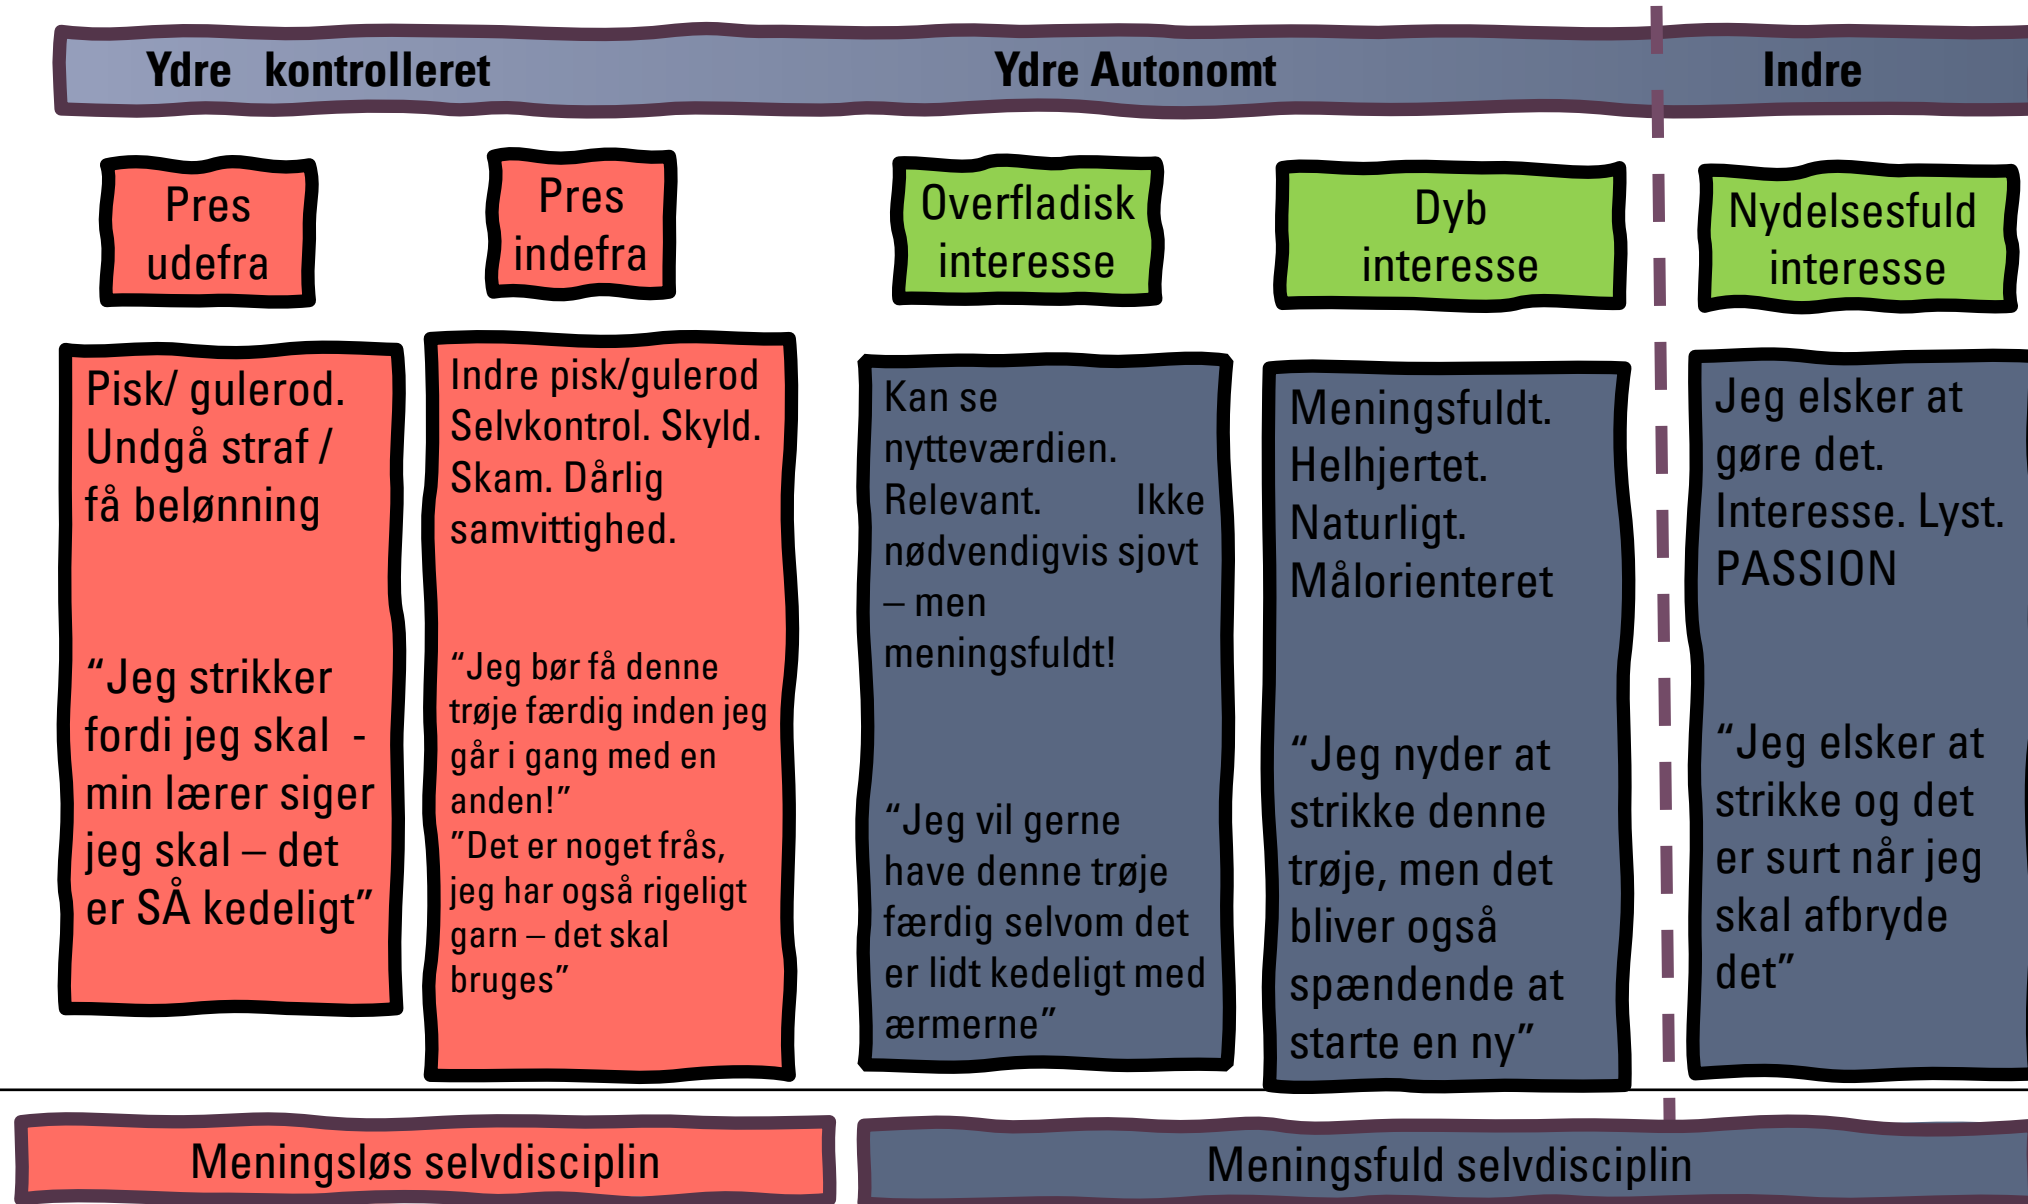 Ydre kontrolleret
Ydre Autonomt
Indre
Pres
udefra
Pres
indefra
Overfladisk
interesse
Dyb
interesse
Nydelsesfuld
interesse
Pisk/ gulerod.
Undgå straf /
få belønning
“Jeg strikker
fordi jeg skal -
min lærer siger
jeg skal – det
er SÅ kedeligt”
Indre pisk/gulerod
Selvkontrol. Skyld.
Skam. Dårlig
samvittighed.
“Jeg bør få denne
trøje færdig inden jeg
går i gang med en
anden!”
”Det er noget frås,
jeg har også rigeligt
garn – det skal
bruges”
Kan se
nytteværdien.
Relevant. Ikke
nødvendigvis sjovt
– men
meningsfuldt!
“Jeg vil gerne
have denne trøje
færdig selvom det
er lidt kedeligt med
ærmerne”
Meningsfuldt.
Helhjertet.
Naturligt.
Målorienteret
“Jeg nyder at
strikke denne
trøje, men det
bliver også
spændende at
starte en ny”
Jeg elsker at
gøre det.
Interesse. Lyst.
PASSION
“Jeg elsker at
strikke og det
er surt når jeg
skal afbryde
det”
Meningsløs selvdisciplin
Meningsfuld selvdisciplin